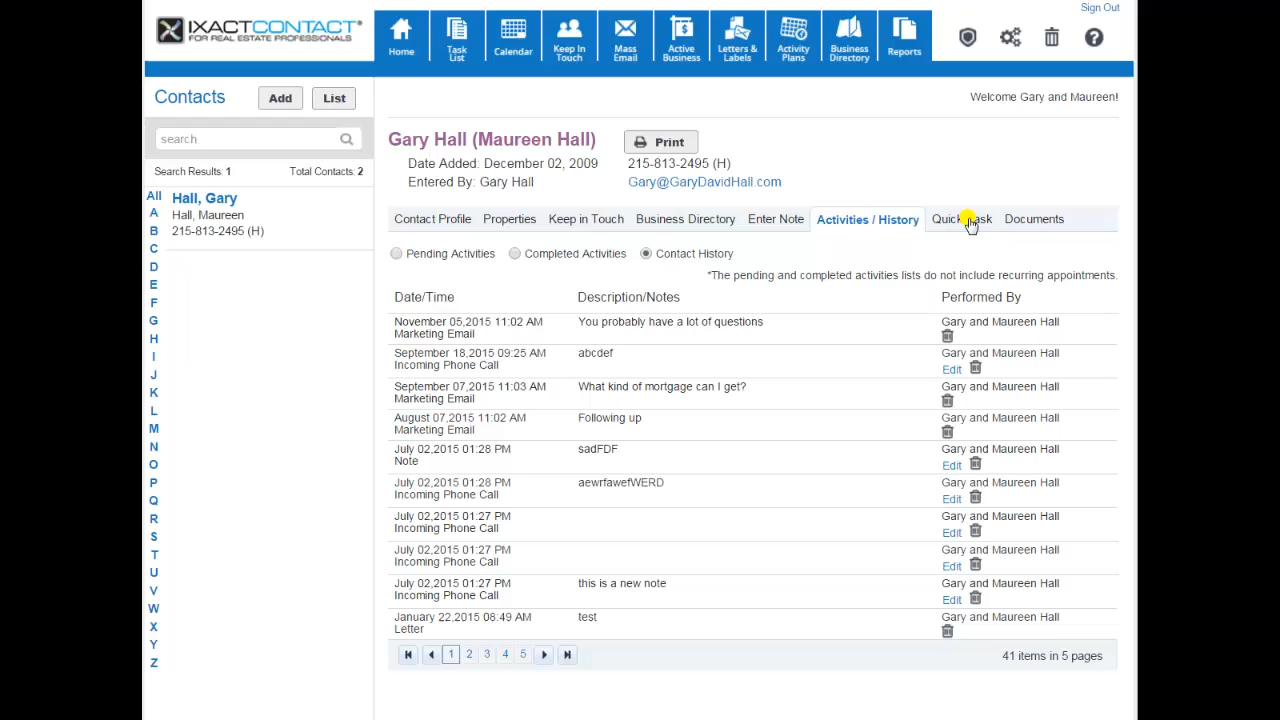 Sign Out
IXACTCONTACT®
FOR REAL ESTATE PROFESSIONALS
Home
Task List
Calendar
Keep In Touch
Mass Email
Active Business
Letters & Labels
Activity Plans
Business Directory
Reports
Contacts
Add
List
Welcome Gary and Maureen!
search
Search Results: 1 Total Contacts: 2
All
A
B
C
D
E
F
G
H
I
J
K
L
M
N
O
P
Q
R
S
T
U
V
W
X
Y
Z
Hall, Gary
Hall, Maureen
215-813-2495 (H)
Gary Hall (Maureen Hall)
Print
Date Added: December 02, 2009 215-813-2495 (H)
Entered By: Gary Hall Gary@GaryDavidHall.com
Contact Profile Properties Keep in Touch Business Directory Enter Note Activities / History Documents
Pending Activities Completed Activities Contact History
*The pending and completed activities lists do not include recurring appointments.
Date/Time Description/Notes Performed By
November 05,2015 11:02 AM You probably have a lot of questions Gary and Maureen Hall
Marketing Email
September 18,2015 09:25 AM abcdef Gary and Maureen Hall
Incoming Phone Call Edit
September 07,2015 11:03 AM What kind of mortgage can I get? Gary and Maureen Hall
Marketing Email
August 07,2015 11:02 AM Following up Gary and Maureen Hall
Marketing Email
July 02,2015 01:28 PM sadFDF Gary and Maureen Hall
Note Edit
July 02,2015 01:28 PM aewrfawefWERD Gary and Maureen Hall
Incoming Phone Call Edit
July 02,2015 01:27 PM Gary and Maureen Hall
Incoming Phone Call Edit
July 02,2015 01:27 PM Gary and Maureen Hall
Incoming Phone Call Edit
July 02,2015 01:27 PM this is a new note Gary and Maureen Hall
Incoming Phone Call Edit
January 22,2015 08:49 AM test Gary and Maureen Hall
Letter
1 2 3 4 5 41 items in 5 pages